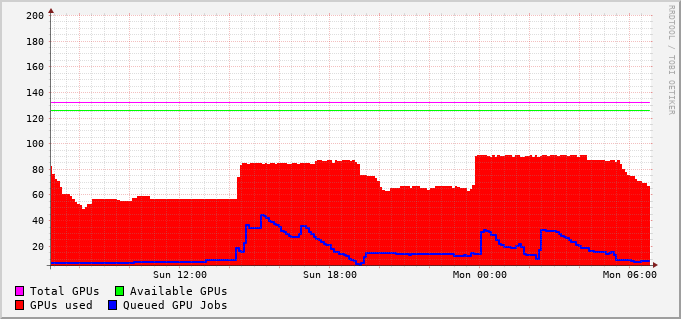 200
180
160
140
120
100
80
60
40
20
Sun 12:00 Sun 18:00 Mon 00:00 Mon 06:00
Total GPUs Available GPUs
GPUs used Queued GPU Jobs
RRDTOOL / TOBI OETIKER